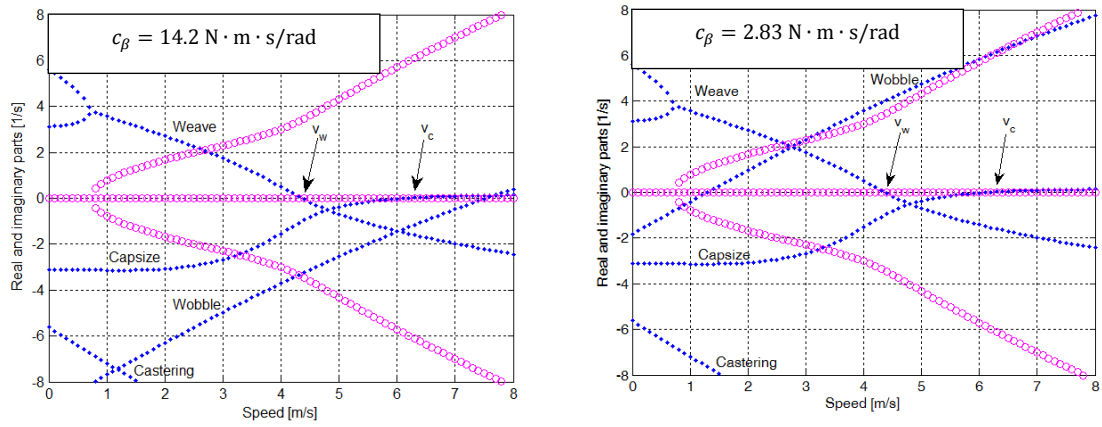 c_β = 14.2 N · m · s/rad
8
6
4
2
0
-2
-4
-6
-8
Real and imaginary parts [1/s]
Weave
v_w
v_c
Capsize
Wobble
Castering
0 1 2 3 4 5 6 7 8
Speed [m/s]
c_β = 2.83 N · m · s/rad
8
6
4
2
0
-2
-4
-6
-8
Real and imaginary parts [1/s]
Wobble
Weave
v_w
v_c
Capsize
Castering
0 1 2 3 4 5 6 7 8
Speed [m/s]